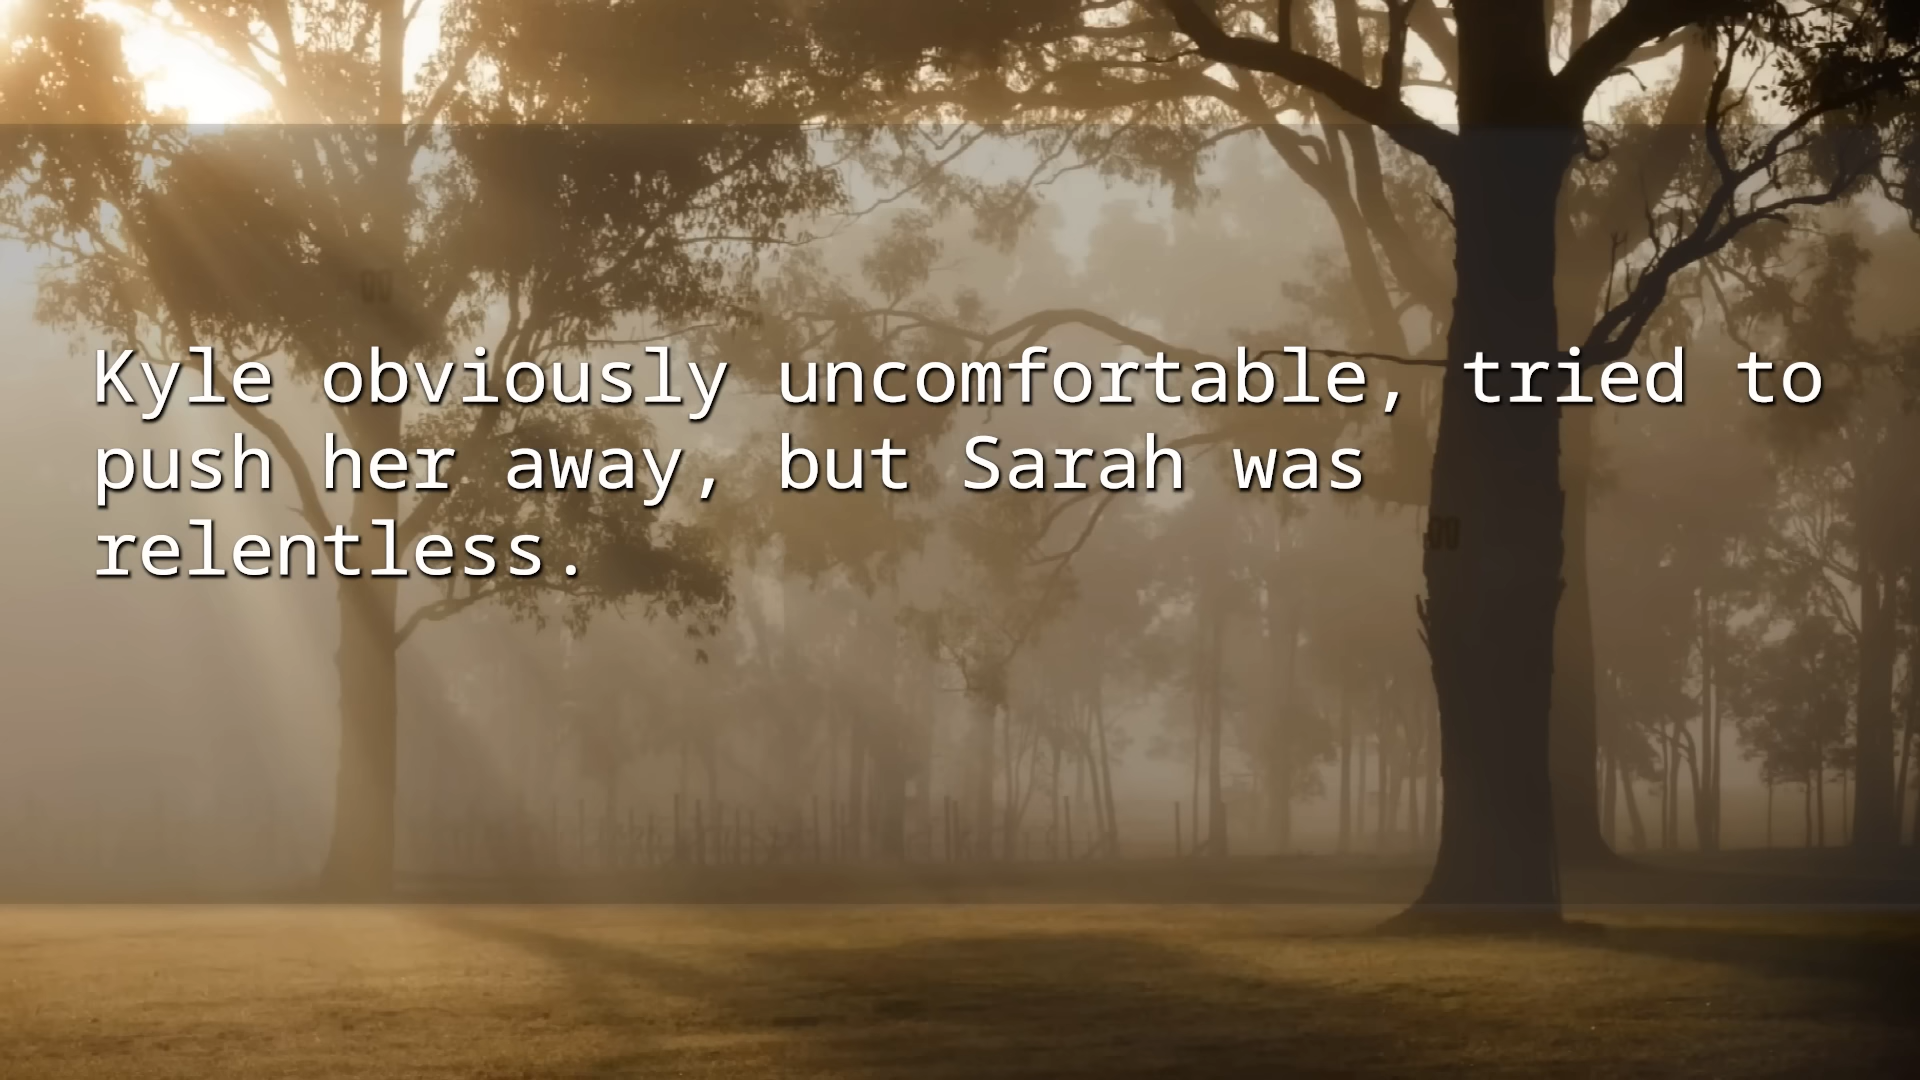 Kyle obviously uncomfortable, tried to
push her away, but Sarah was
relentless.